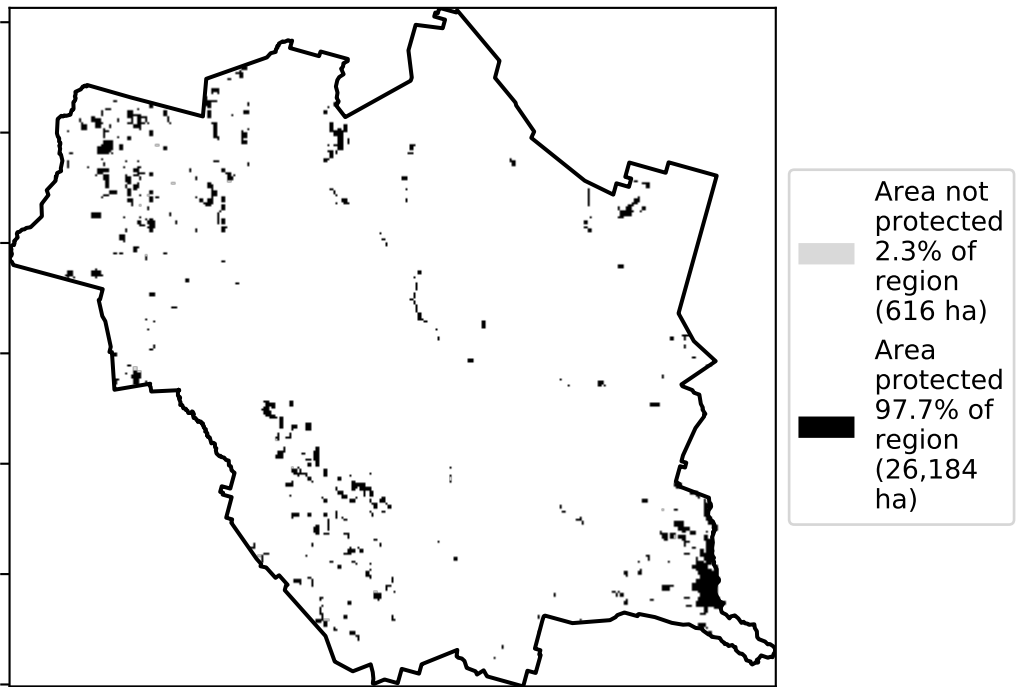 Area not
protected
2.3% of
region
(616 ha)
Area
protected
97.7% of
region
(26,184
ha)